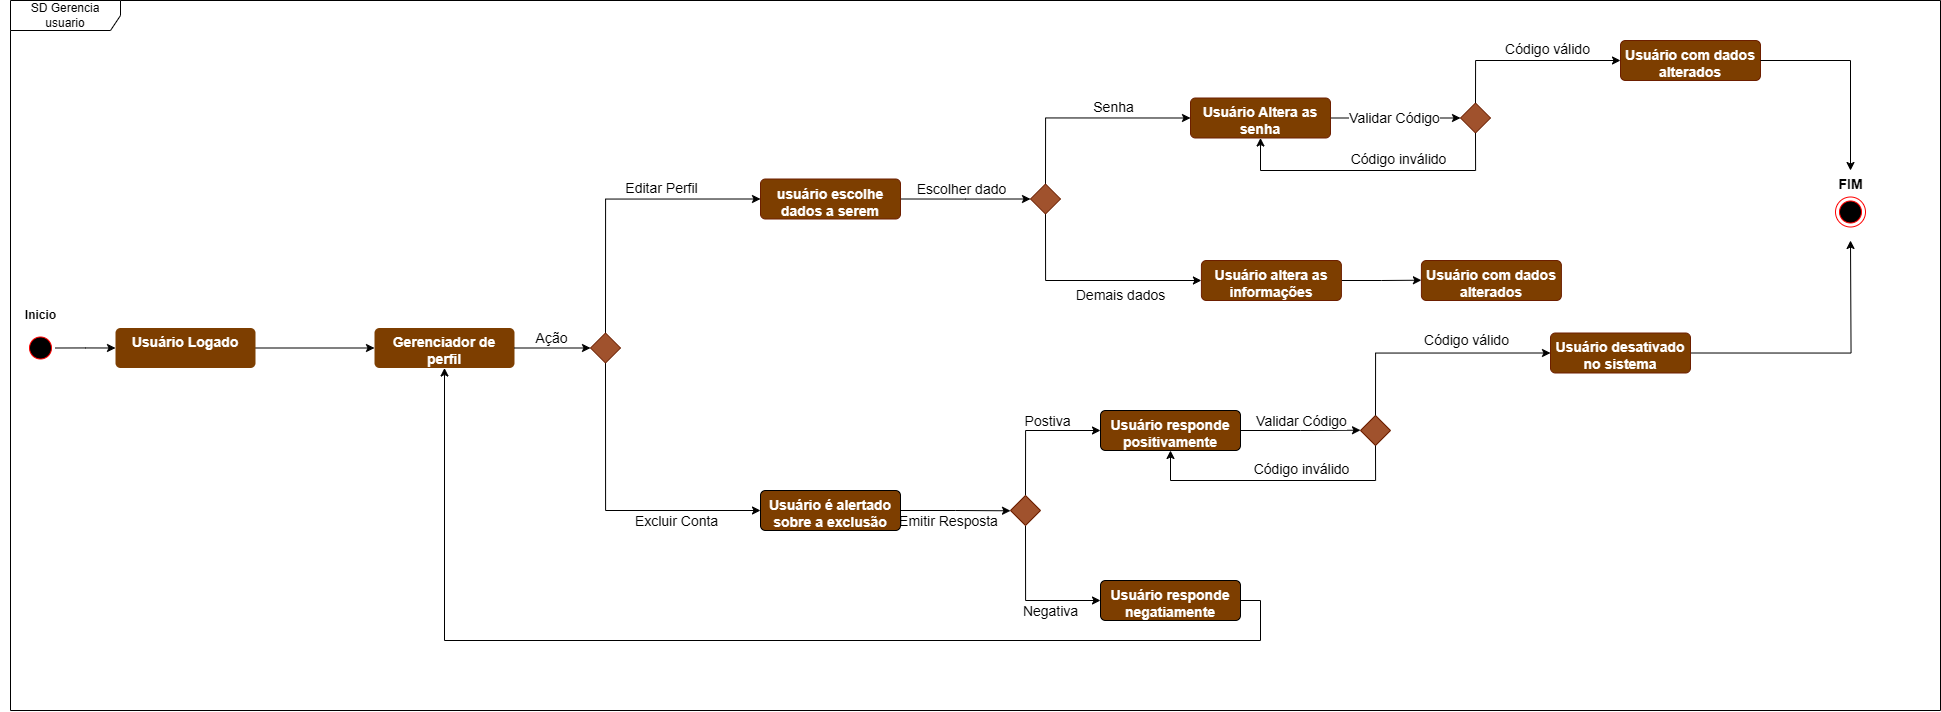 SD Gerencia
usuario
Código válido
Usuário com dados
alterados
Senha
Usuário Altera as
senha
Validar Código
Código inválido
FIM
Editar Perfil
usuário escolhe
dados a serem
Escolher dado
Usuário altera as
informações
Usuário com dados
alterados
Demais dados
Inicio
Usuário Logado
Gerenciador de
perfil
Ação
Código válido
Usuário desativado
no sistema
Postiva
Usuário responde
positivamente
Validar Código
Código inválido
Usuário é alertado
sobre a exclusão
Emitir Resposta
Excluir Conta
Usuário responde
negatiamente
Negativa